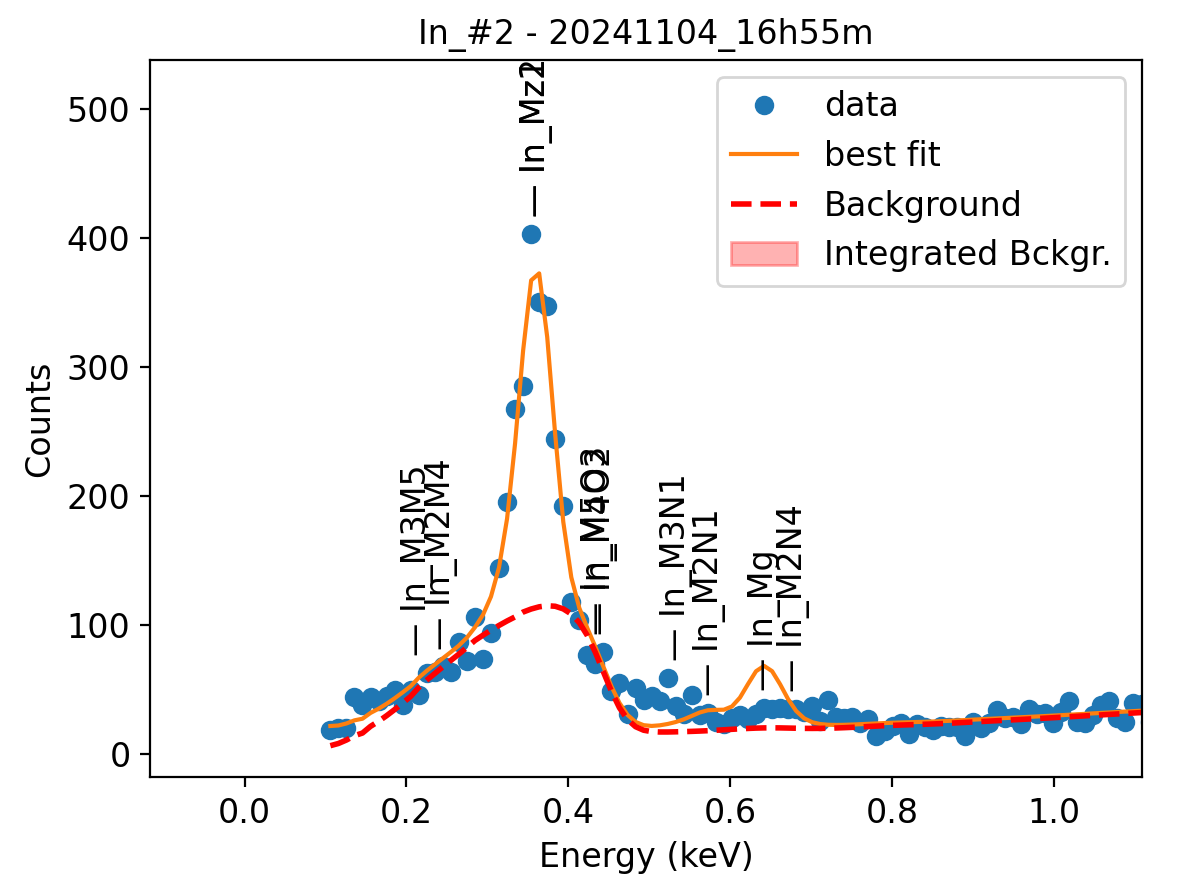 In_#2 - 20241104_16h55m
data
best fit
Background
Integrated Bckgr.
500
400
300
200
100
0
Counts
— In_M3M5
— In_M2M4
— In_M3N1
— In_M2N1
— In_Mg
— In_M2N4
0.0 0.2 0.4 0.6 0.8 1.0
Energy (keV)